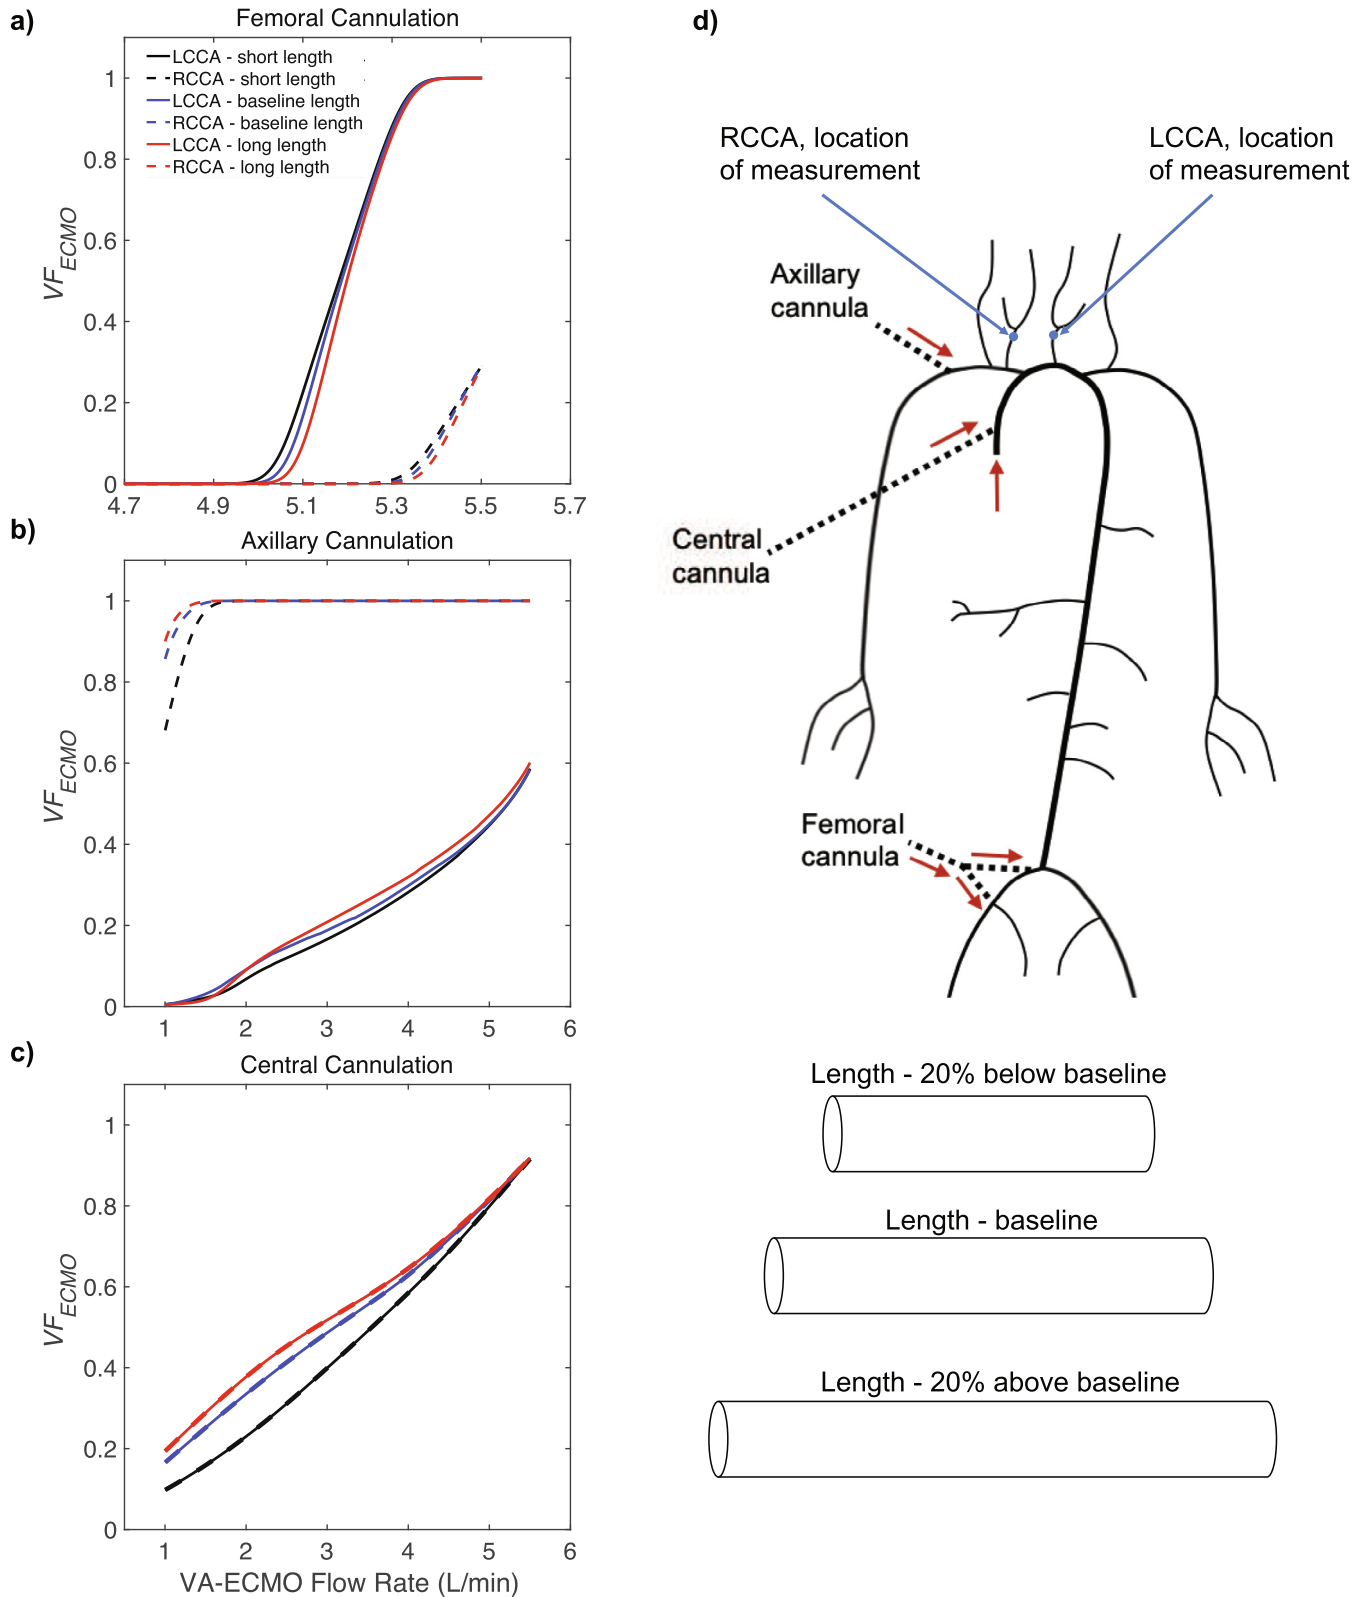 a)
Femoral Cannulation
LCCA - short length
RCCA - short length
LCCA - baseline length
RCCA - baseline length
LCCA - long length
RCCA - long length
1
0.8
0.6
0.4
0.2
0
VF_ECMO
4.7 4.9 5.1 5.3 5.5 5.7
b)
Axillary Cannulation
1
0.8
0.6
0.4
0.2
0
VF_ECMO
1 2 3 4 5 6
c)
Central Cannulation
1
0.8
0.6
0.4
0.2
0
VF_ECMO
1 2 3 4 5 6
VA-ECMO Flow Rate (L/min)
d)
RCCA, location
of measurement
LCCA, location
of measurement
Axillary
cannula
Central
cannula
Femoral
cannula
Length - 20% below baseline
Length - baseline
Length - 20% above baseline